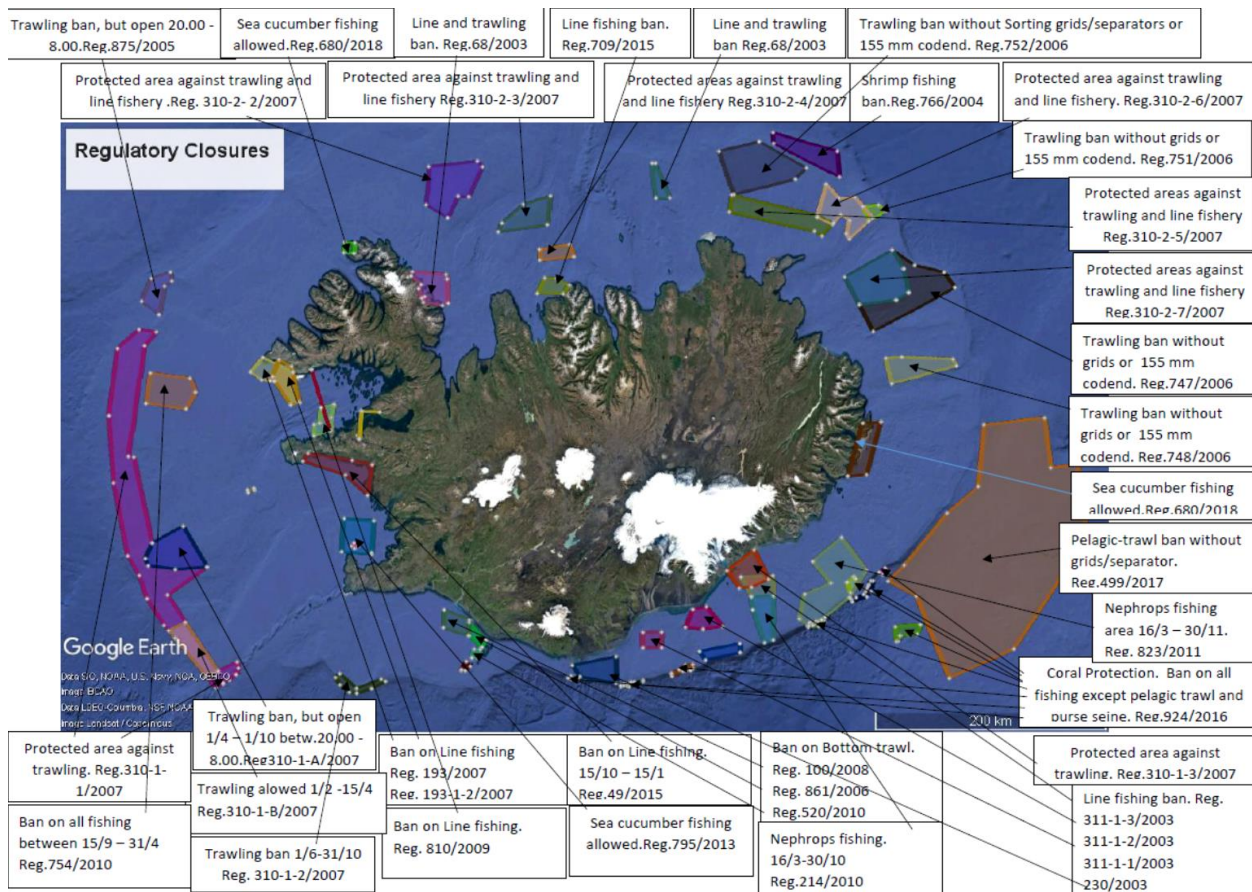 Trawling ban, but open 20.00 -
8.00.Reg.875/2005
Sea cucumber fishing
allowed.Reg.680/2018
Line and trawling
ban. Reg.68/2003
Line fishing ban.
Reg.709/2015
Line and trawling
ban Reg.68/2003
Trawling ban without Sorting grids/separators or
155 mm codend. Reg.752/2006
Protected area against trawling and
line fishery .Reg. 310-2- 2/2007
Protected area against trawling and
line fishery Reg.310-2-3/2007
Protected areas against trawling
and line fishery Reg.310-2-4/2007
Shrimp fishing
ban.Reg.766/2004
Protected area against trawling
and line fishery. Reg.310-2-6/2007
Regulatory Closures
Trawling ban without grids or
155 mm codend. Reg.751/2006
Protected areas against
trawling and line fishery
Reg.310-2-5/2007
Protected areas against
trawling and line fishery
Reg.310-2-7/2007
Trawling ban without
grids or 155 mm
codend. Reg.747/2006
Trawling ban without
grids or 155 mm
codend. Reg.748/2006
Sea cucumber fishing
allowed.Reg.680/2018
Pelagic-trawl ban without
grids/separator.
Reg.499/2017
Nephrops fishing
area 16/3 – 30/11.
Reg. 823/2011
Coral Protection. Ban on all
fishing except pelagic trawl and
purse seine. Reg.924/2016
Google Earth
Data SIO, NOAA, U.S. Navy, NGA, GEBCO
Image IBCAO
Data LDEO-Columbia, NSF, NOAA
Image Landsat / Copernicus
200 km
Protected area against
trawling. Reg.310-1-
1/2007
Trawling ban, but open
1/4 – 1/10 betw.20.00 -
8.00.Reg310-1-A/2007
Ban on Line fishing
Reg. 193/2007
Reg. 193-1-2/2007
Ban on Line fishing.
15/10 – 15/1
Reg.49/2015
Ban on Bottom trawl.
Reg. 100/2008
Reg. 861/2006
Reg.520/2010
Protected area against
trawling. Reg.310-1-3/2007
Ban on all fishing
between 15/9 – 31/4
Reg.754/2010
Trawling alowed 1/2 -15/4
Reg.310-1-B/2007
Trawling ban 1/6-31/10
Reg. 310-1-2/2007
Ban on Line fishing.
Reg. 810/2009
Sea cucumber fishing
allowed.Reg.795/2013
Nephrops fishing.
16/3-30/10
Reg.214/2010
Line fishing ban. Reg.
311-1-3/2003
311-1-2/2003
311-1-1/2003
230/2003